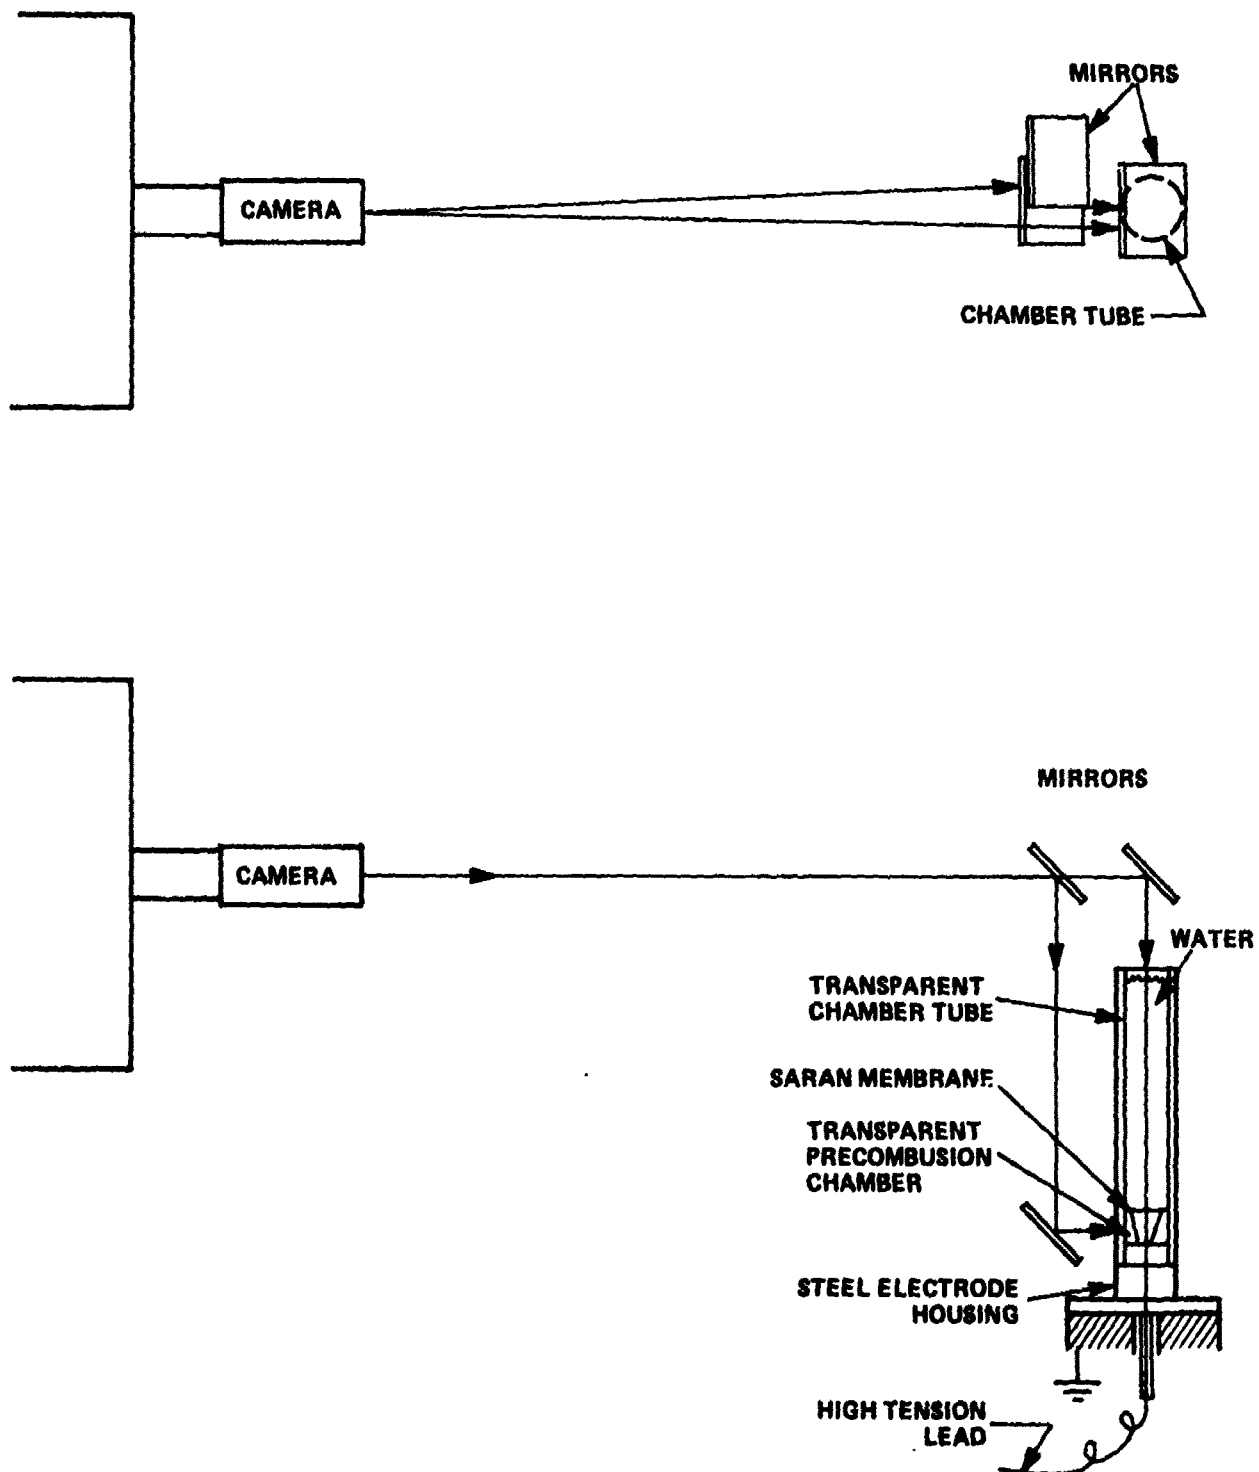 MIRRORS
CAMERA
CHAMBER TUBE
MIRRORS
CAMERA
WATER
TRANSPARENT
CHAMBER TUBE
SARAN MEMBRANE
TRANSPARENT
PRECOMBUSION
CHAMBER
STEEL ELECTRODE
HOUSING
HIGH TENSION
LEAD